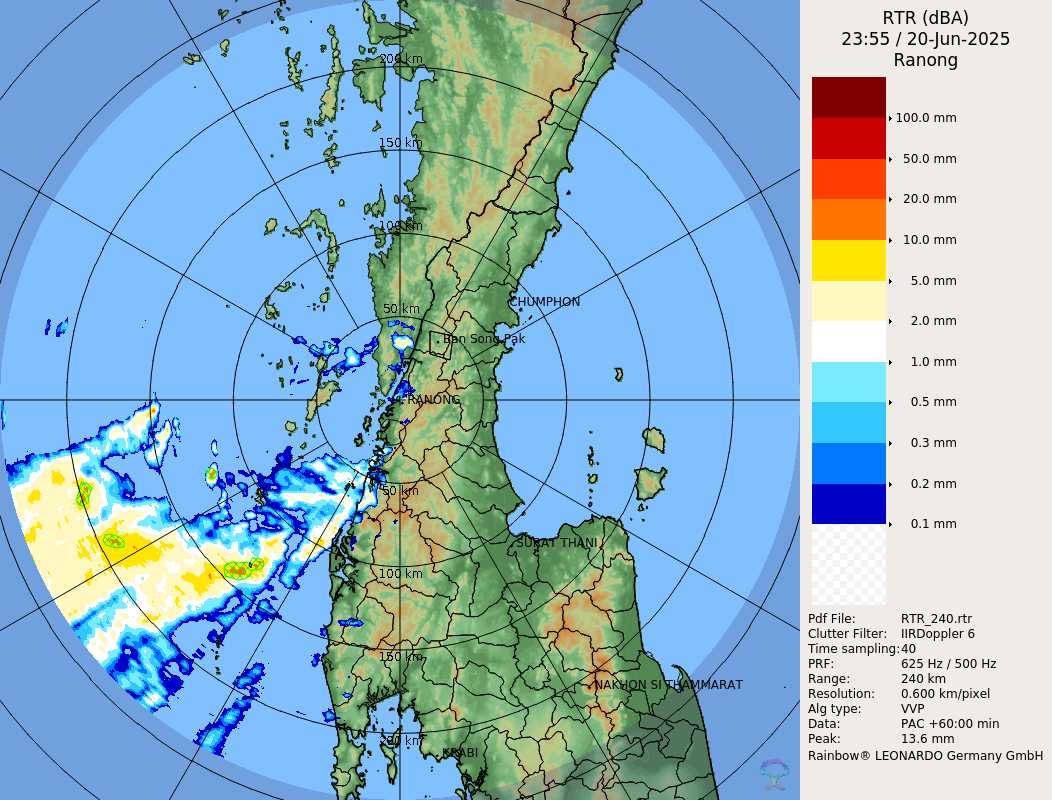 RTR (dBA)
23:55 / 20-Jun-2025
Ranong
100.0 mm
50.0 mm
20.0 mm
10.0 mm
5.0 mm
2.0 mm
1.0 mm
0.5 mm
0.3 mm
0.2 mm
0.1 mm
Pdf File: RTR_240.rtr
Clutter Filter: IIRDoppler 6
Time sampling: 40
PRF: 625 Hz / 500 Hz
Range: 240 km
Resolution: 0.600 km/pixel
Alg type: VVP
Data: PAC +60:00 min
Peak: 13.6 mm
Rainbow® LEONARDO Germany GmbH
200 km
150 km
100 km
50 km
CHUMPHON
Ban Song Pak
RANONG
50 km
SURAT THANI
100 km
150 km
NAKHON SI THAMMARAT
200 km
KRABI